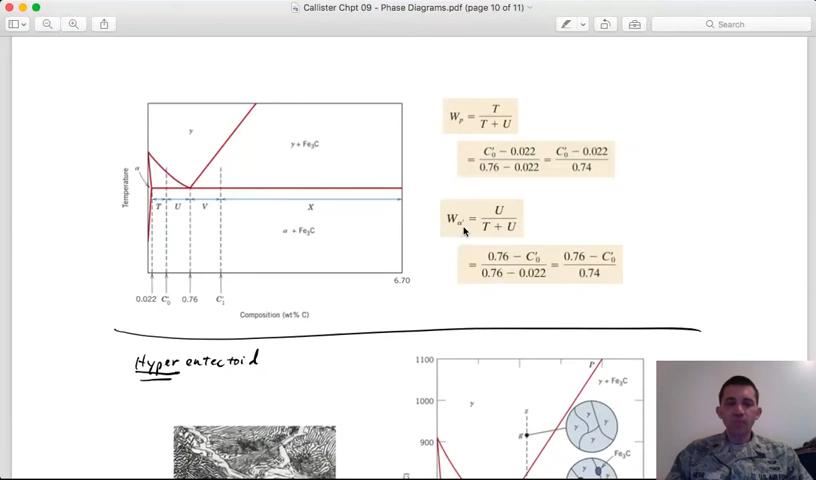 Callister Chpt 09 - Phase Diagrams.pdf (page 10 of 11)
Search
Temperature
α
γ
γ + Fe₃C
T U V X
α + Fe₃C
0.022 C′₀ 0.76 C′₁ 6.70
Composition (wt% C)
Wₚ = T / (T + U)
= (C′₀ − 0.022) / (0.76 − 0.022) = (C′₀ − 0.022) / 0.74
Wα′ = U / (T + U)
= (0.76 − C′₀) / (0.76 − 0.022) = (0.76 − C′₀) / 0.74
Hyper eutectoid
1100
1000
900
P
γ + Fe₃C
γ
z
g
γ γ
γ γ
Fe₃C
γ